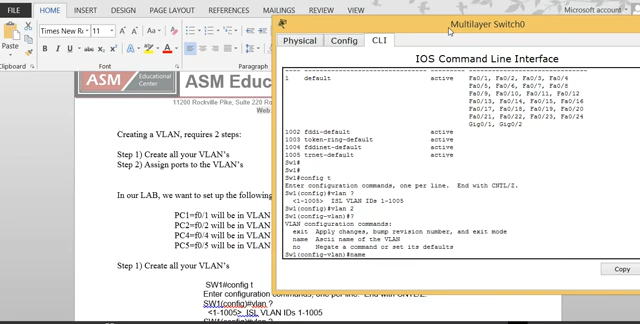 FILE HOME INSERT DESIGN PAGE LAYOUT REFERENCES MAILINGS REVIEW Microsoft account
Times New Ro 11
Paste
Clipboard
Multilayer Switch0
Physical Config CLI
IOS Command Line Interface
1 default active Fa0/1, Fa0/2, Fa0/3, Fa0/4
Fa0/5, Fa0/6, Fa0/7, Fa0/8
Fa0/9, Fa0/10, Fa0/11, Fa0/12
Fa0/13, Fa0/14, Fa0/15, Fa0/16
Fa0/17, Fa0/18, Fa0/19, Fa0/20
Fa0/21, Fa0/22, Fa0/23, Fa0/24
Gig0/1, Gig0/2
1002 fddi-default active
1003 token-ring-default active
1004 fddinet-default active
1005 trnet-default active
Sw1#
Sw1#
Sw1#config t
Enter configuration commands, one per line. End with CNTL/Z.
Sw1(config)#vlan ?
<1-1005> ISL VLAN IDs 1-1005
Sw1(config)#vlan 2
Sw1(config-vlan)#?
VLAN configuration commands:
exit Apply changes, bump revision number, and exit mode
name Ascii name of the VLAN
no Negate a command or set its defaults
Sw1(config-vlan)#name
Copy
ASM
Educational
Center
ASM Educ
11200 Rockville Pike, Suite 220 Ro
Web
Creating a VLAN, requires 2 steps:
Step 1) Create all your VLAN's
Step 2) Assign ports to the VLAN's
In our LAB, we want to set up the following
PC1=f0/1 will be in VLAN
PC2=f0/2 will be in VLAN
PC4=f0/4 will be in VLAN
PC5=f0/5 will be in VLAN
Step 1) Create all your VLAN's
SW1#config t
Enter configuration commands, one per line. End with CNTL/Z.
SW1(config)#vlan ?
<1-1005> ISL VLAN IDs 1-1005
SW1(config)#vlan 2